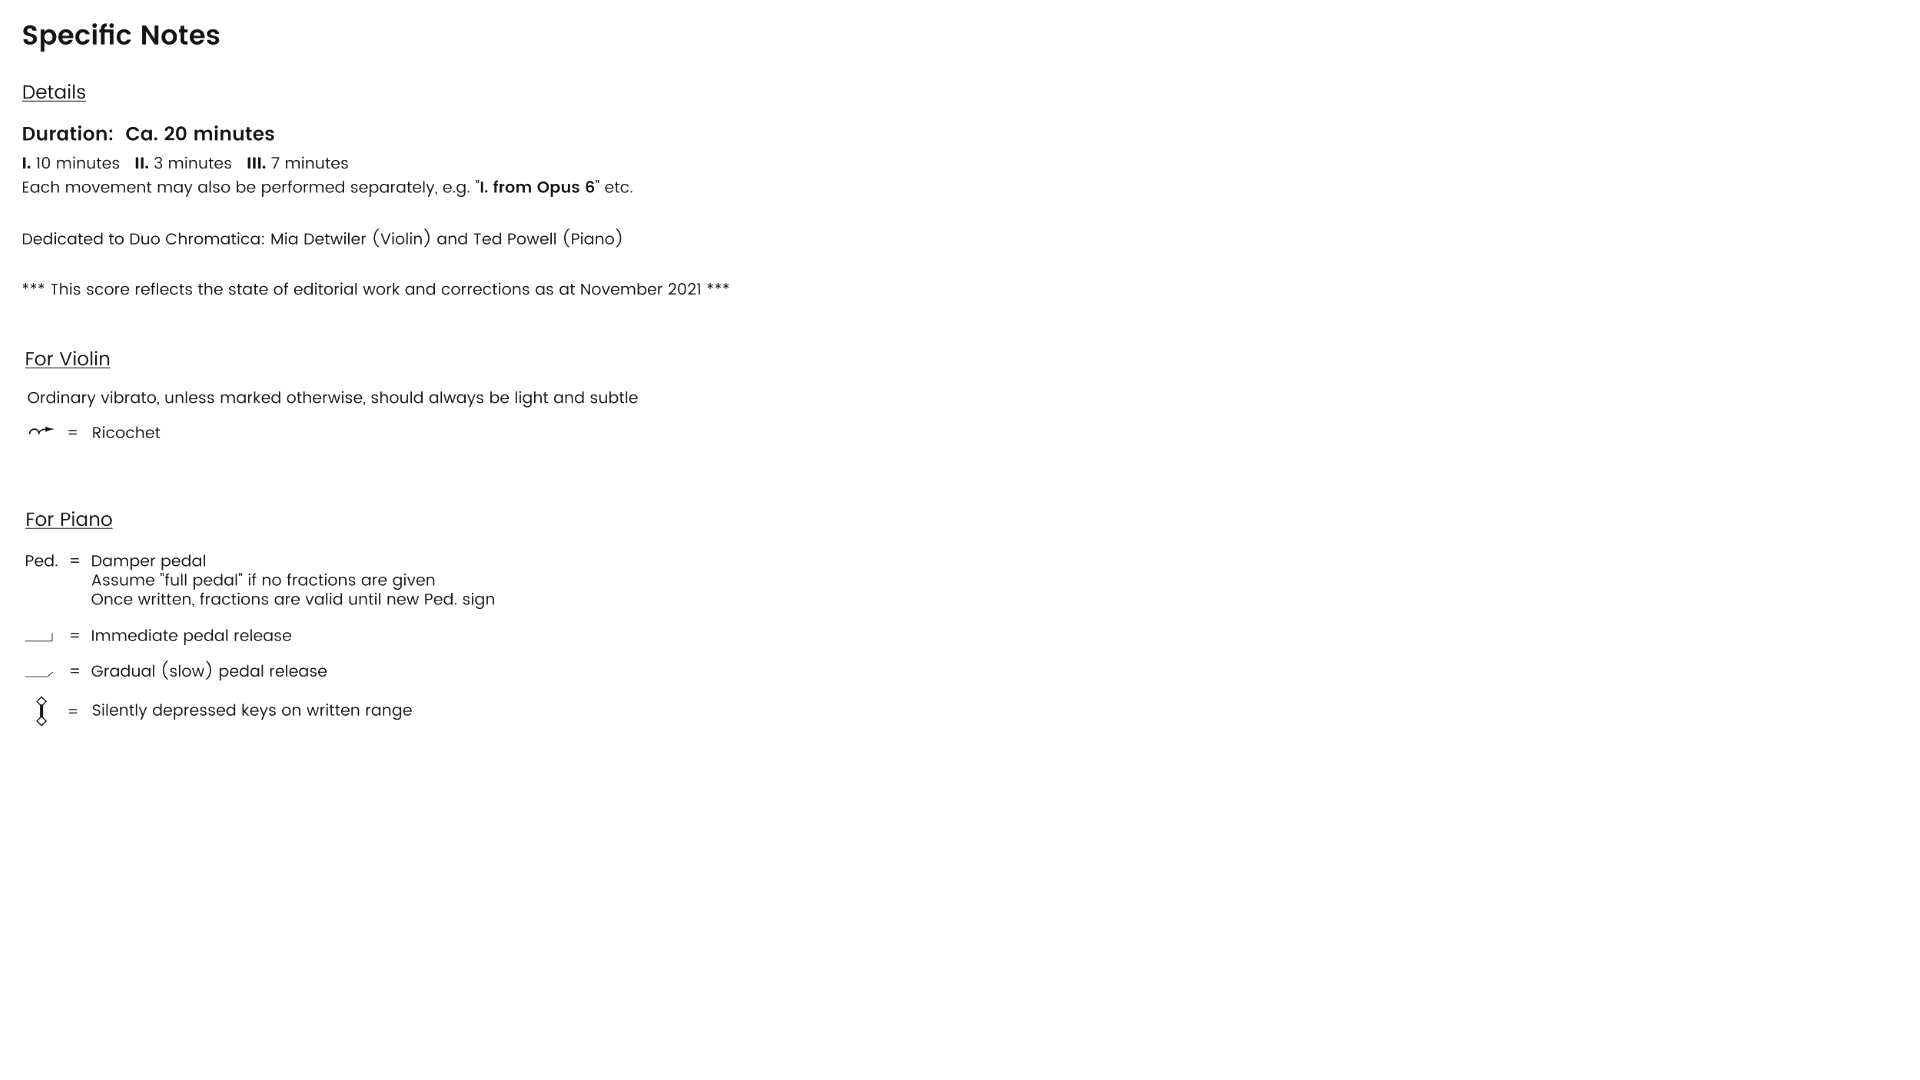 Specific Notes
Details
Duration:  Ca. 20 minutes
I. 10 minutes   II. 3 minutes   III. 7 minutes
Each movement may also be performed separately, e.g. "I. from Opus 6" etc.
Dedicated to Duo Chromatica: Mia Detwiler (Violin) and Ted Powell (Piano)
*** This score reflects the state of editorial work and corrections as at November 2021 ***
For Violin
Ordinary vibrato, unless marked otherwise, should always be light and subtle
= Ricochet
For Piano
Ped. = Damper pedal
Assume "full pedal" if no fractions are given
Once written, fractions are valid until new Ped. sign
= Immediate pedal release
= Gradual (slow) pedal release
= Silently depressed keys on written range